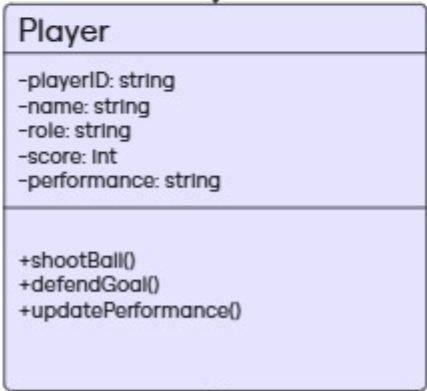 Player
-playerID: string
-name: string
-role: string
-score: int
-performance: string
+shootBall()
+defendGoal()
+updatePerformance()